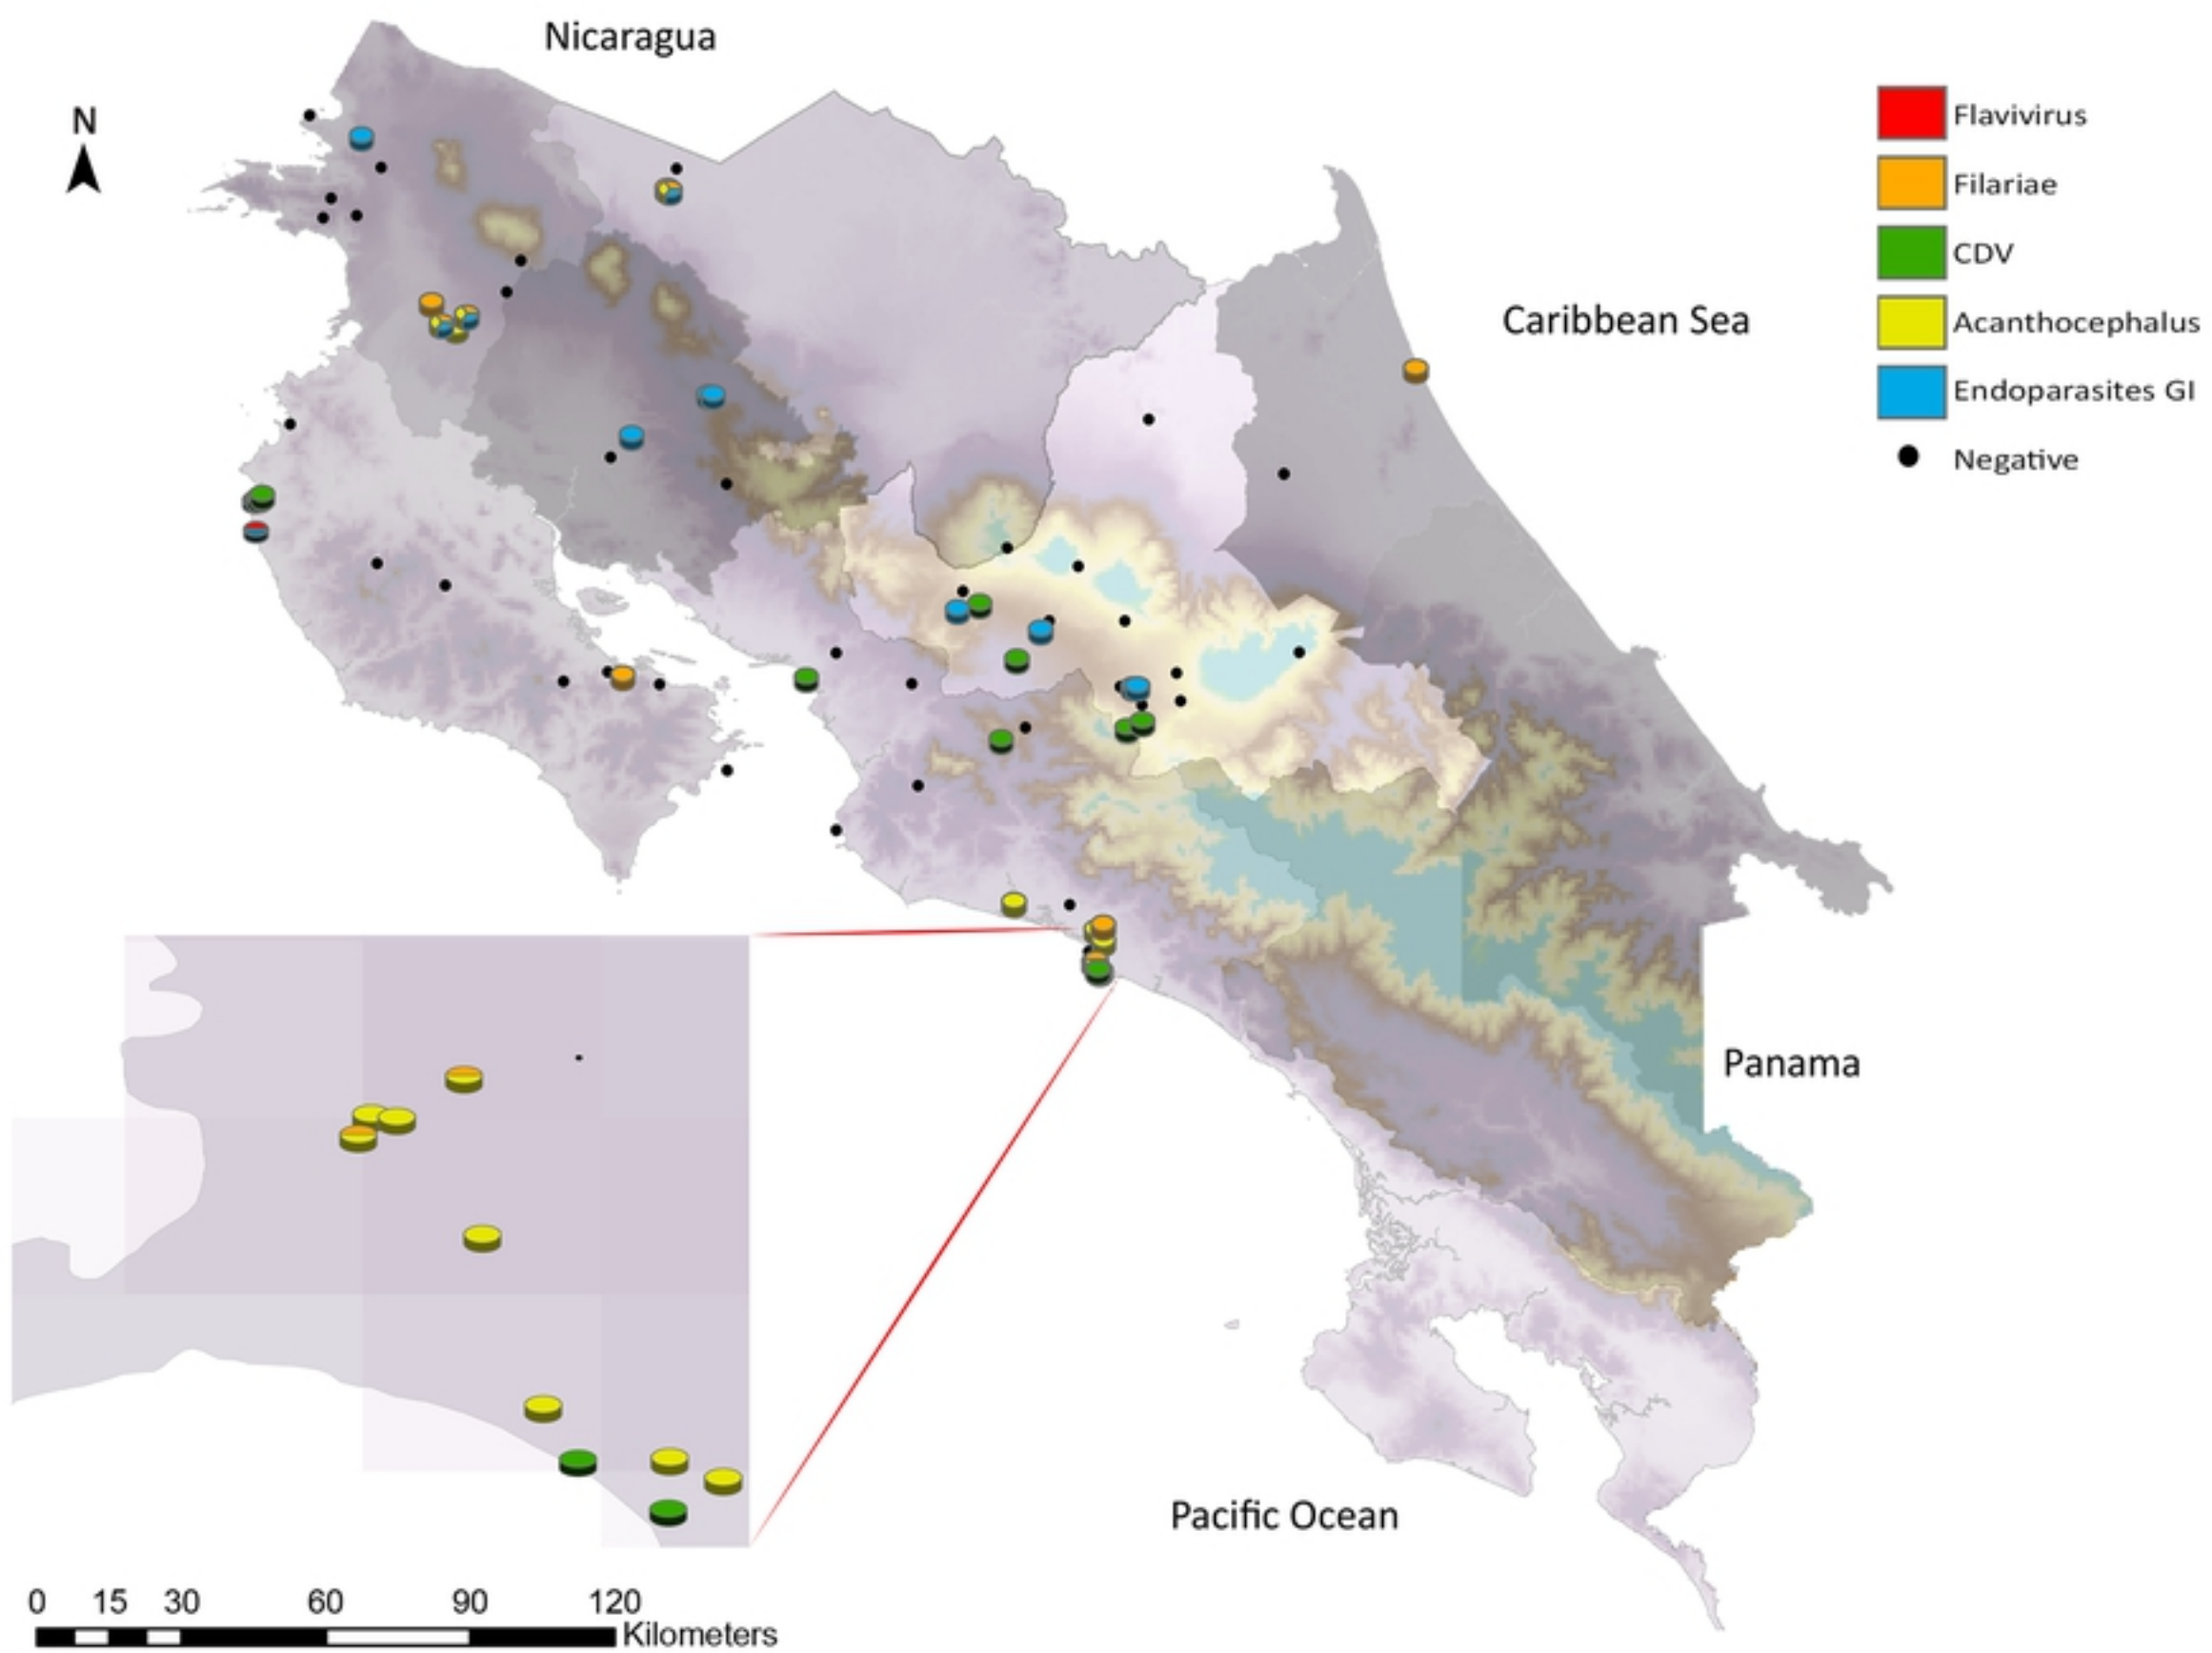 Nicaragua
N
Caribbean Sea
Panama
Pacific Ocean
Flavivirus
Filariae
CDV
Acanthocephalus
Endoparasites GI
Negative
0 15 30 60 90 120
Kilometers